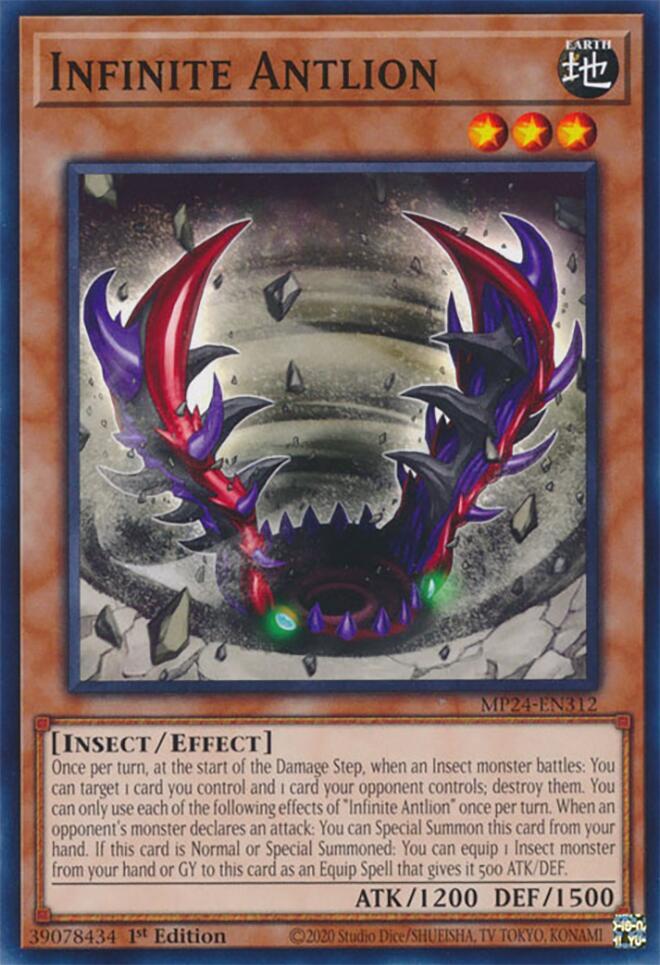 Infinite Antlion
EARTH
地
MP24-EN312
[Insect/Effect]
Once per turn, at the start of the Damage Step, when an Insect monster battles: You
can target 1 card you control and 1 card your opponent controls; destroy them. You
can only use each of the following effects of "Infinite Antlion" once per turn. When an
opponent's monster declares an attack: You can Special Summon this card from your
hand. If this card is Normal or Special Summoned: You can equip 1 Insect monster
from your hand or GY to this card as an Equip Spell that gives it 500 ATK/DEF.
ATK/1200 DEF/1500
39078434 1st Edition ©2020 Studio Dice/SHUEISHA, TV TOKYO, KONAMI